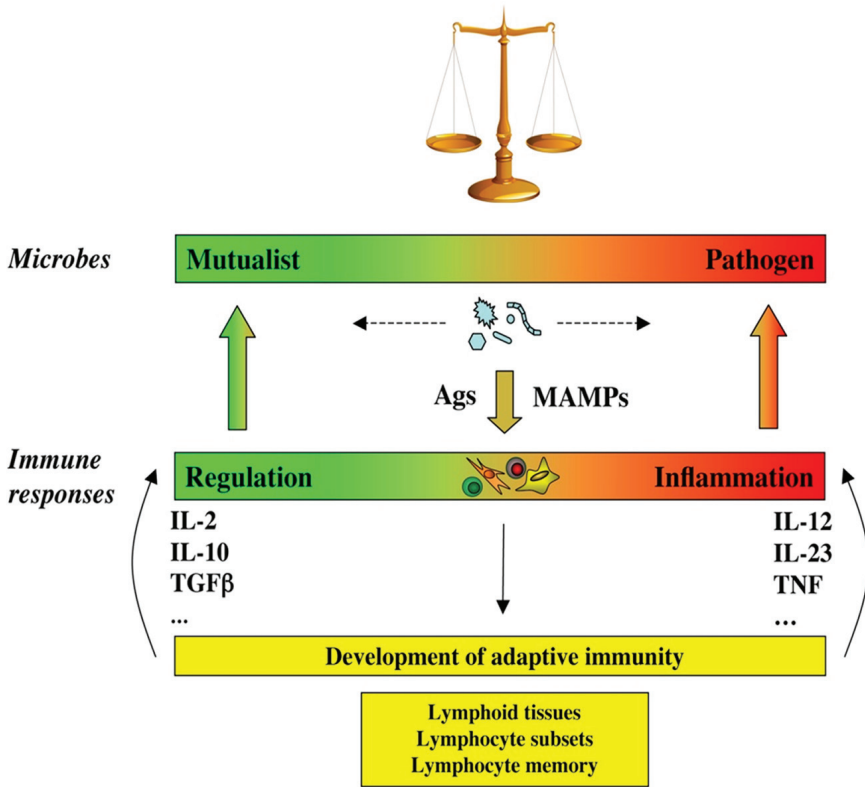 Microbes
Mutualist
Pathogen
Ags
MAMPs
Immune
responses
Regulation
Inflammation
IL-2
IL-10
TGFβ
...
IL-12
IL-23
TNF
...
Development of adaptive immunity
Lymphoid tissues
Lymphocyte subsets
Lymphocyte memory